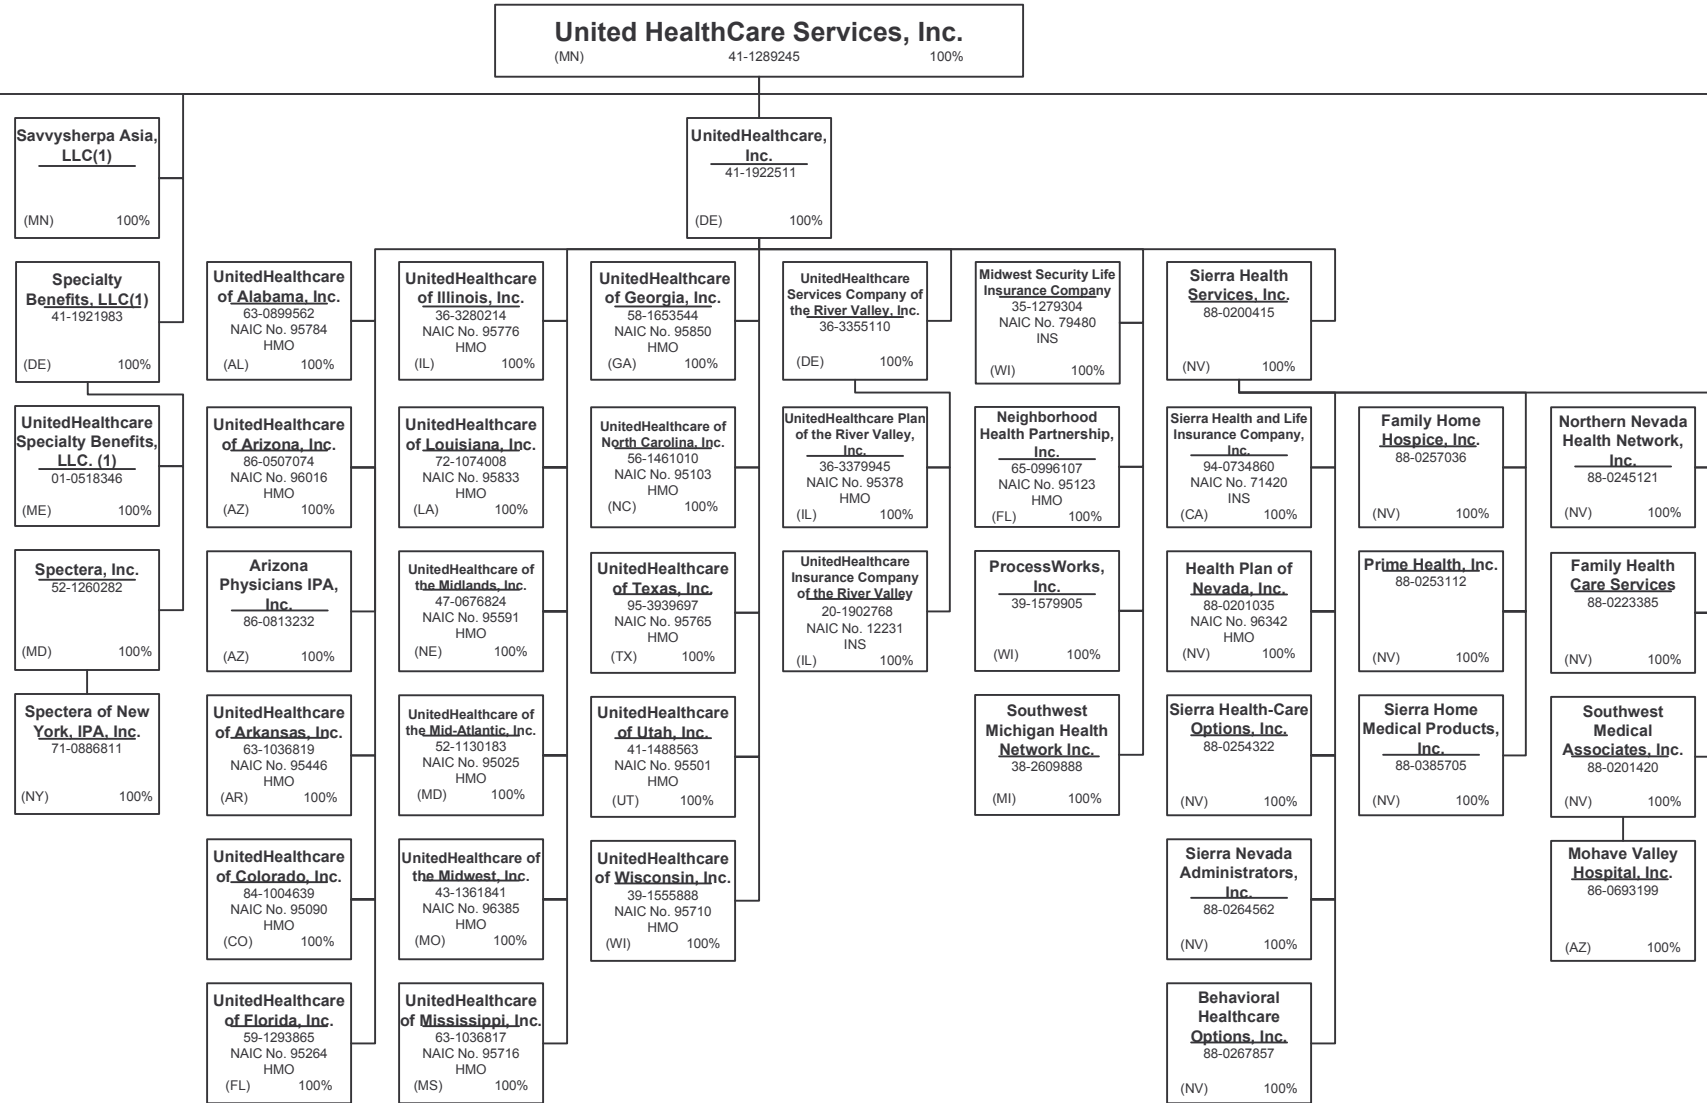 United HealthCare Services, Inc.
(MN) 41-1289245 100%
Savvysherpa Asia,
LLC(1)
(MN) 100%
UnitedHealthcare,
Inc.
41-1922511
(DE) 100%
Specialty
Benefits, LLC(1)
41-1921983
(DE) 100%
UnitedHealthcare
of Alabama, Inc.
63-0899562
NAIC No. 95784
HMO
(AL) 100%
UnitedHealthcare
of Illinois, Inc.
36-3280214
NAIC No. 95776
HMO
(IL) 100%
UnitedHealthcare
of Georgia, Inc.
58-1653544
NAIC No. 95850
HMO
(GA) 100%
UnitedHealthcare
Services Company of
the River Valley, Inc.
36-3355110
(DE) 100%
Midwest Security Life
Insurance Company
35-1279304
NAIC No. 79480
INS
(WI) 100%
Sierra Health
Services, Inc.
88-0200415
(NV) 100%
UnitedHealthcare
Specialty Benefits,
LLC. (1)
01-0518346
(ME) 100%
UnitedHealthcare
of Arizona, Inc.
86-0507074
NAIC No. 96016
HMO
(AZ) 100%
UnitedHealthcare
of Louisiana, Inc.
72-1074008
NAIC No. 95833
HMO
(LA) 100%
UnitedHealthcare of
North Carolina, Inc.
56-1461010
NAIC No. 95103
HMO
(NC) 100%
UnitedHealthcare Plan
of the River Valley,
Inc.
36-3379945
NAIC No. 95378
HMO
(IL) 100%
Neighborhood
Health Partnership,
Inc.
65-0996107
NAIC No. 95123
HMO
(FL) 100%
Sierra Health and Life
Insurance Company,
Inc.
94-0734860
NAIC No. 71420
INS
(CA) 100%
Family Home
Hospice, Inc.
88-0257036
(NV) 100%
Northern Nevada
Health Network,
Inc.
88-0245121
(NV) 100%
Spectera, Inc.
52-1260282
(MD) 100%
Arizona
Physicians IPA,
Inc.
86-0813232
(AZ) 100%
UnitedHealthcare of
the Midlands, Inc.
47-0676824
NAIC No. 95591
HMO
(NE) 100%
UnitedHealthcare
of Texas, Inc.
95-3939697
NAIC No. 95765
HMO
(TX) 100%
UnitedHealthcare
Insurance Company
of the River Valley
20-1902768
NAIC No. 12231
INS
(IL) 100%
ProcessWorks,
Inc.
39-1579905
(WI) 100%
Health Plan of
Nevada, Inc.
88-0201035
NAIC No. 96342
HMO
(NV) 100%
Prime Health, Inc.
88-0253112
(NV) 100%
Family Health
Care Services
88-0223385
(NV) 100%
Spectera of New
York, IPA, Inc.
71-0886811
(NY) 100%
UnitedHealthcare
of Arkansas, Inc.
63-1036819
NAIC No. 95446
HMO
(AR) 100%
UnitedHealthcare of
the Mid-Atlantic, Inc.
52-1130183
NAIC No. 95025
HMO
(MD) 100%
UnitedHealthcare
of Utah, Inc.
41-1488563
NAIC No. 95501
HMO
(UT) 100%
Southwest
Michigan Health
Network Inc.
38-2609888
(MI) 100%
Sierra Health-Care
Options, Inc.
88-0254322
(NV) 100%
Sierra Home
Medical Products,
Inc.
88-0385705
(NV) 100%
Southwest
Medical
Associates, Inc.
88-0201420
(NV) 100%
UnitedHealthcare
of Colorado, Inc.
84-1004639
NAIC No. 95090
HMO
(CO) 100%
UnitedHealthcare of
the Midwest, Inc.
43-1361841
NAIC No. 96385
HMO
(MO) 100%
UnitedHealthcare
of Wisconsin, Inc.
39-1555888
NAIC No. 95710
HMO
(WI) 100%
Sierra Nevada
Administrators,
Inc.
88-0264562
(NV) 100%
Mohave Valley
Hospital, Inc.
86-0693199
(AZ) 100%
UnitedHealthcare
of Florida, Inc.
59-1293865
NAIC No. 95264
HMO
(FL) 100%
UnitedHealthcare
of Mississippi, Inc.
63-1036817
NAIC No. 95716
HMO
(MS) 100%
Behavioral
Healthcare
Options, Inc.
88-0267857
(NV) 100%